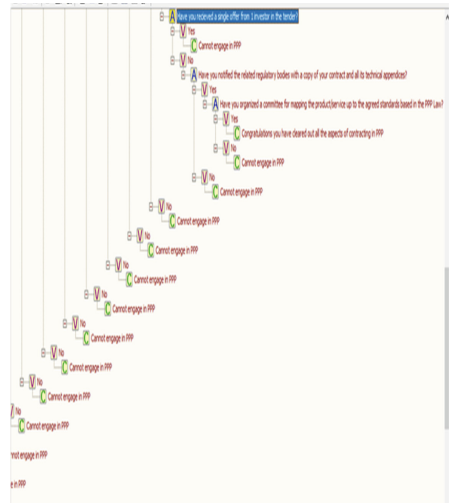 A Have you recieved a single offer from 1 investor in the tender?
V Yes
C Cannot engage in PPP
V No
A Have you notified the related regulatory bodies with a copy of your contract and all its technical appendices?
V Yes
A Have you organized a committee for mapping the product/service up to the agreed standards based in the PPP Law?
V Yes
C Congratulations you have cleared out all the aspects of contracting in PPP
V No
C Cannot engage in PPP
V No
C Cannot engage in PPP
V No
C Cannot engage in PPP
V No
C Cannot engage in PPP
V No
C Cannot engage in PPP
V No
C Cannot engage in PPP
V No
C Cannot engage in PPP
V No
C Cannot engage in PPP
V No
C Cannot engage in PPP
V No
C Cannot engage in PPP
not engage in PPP
e in PPP